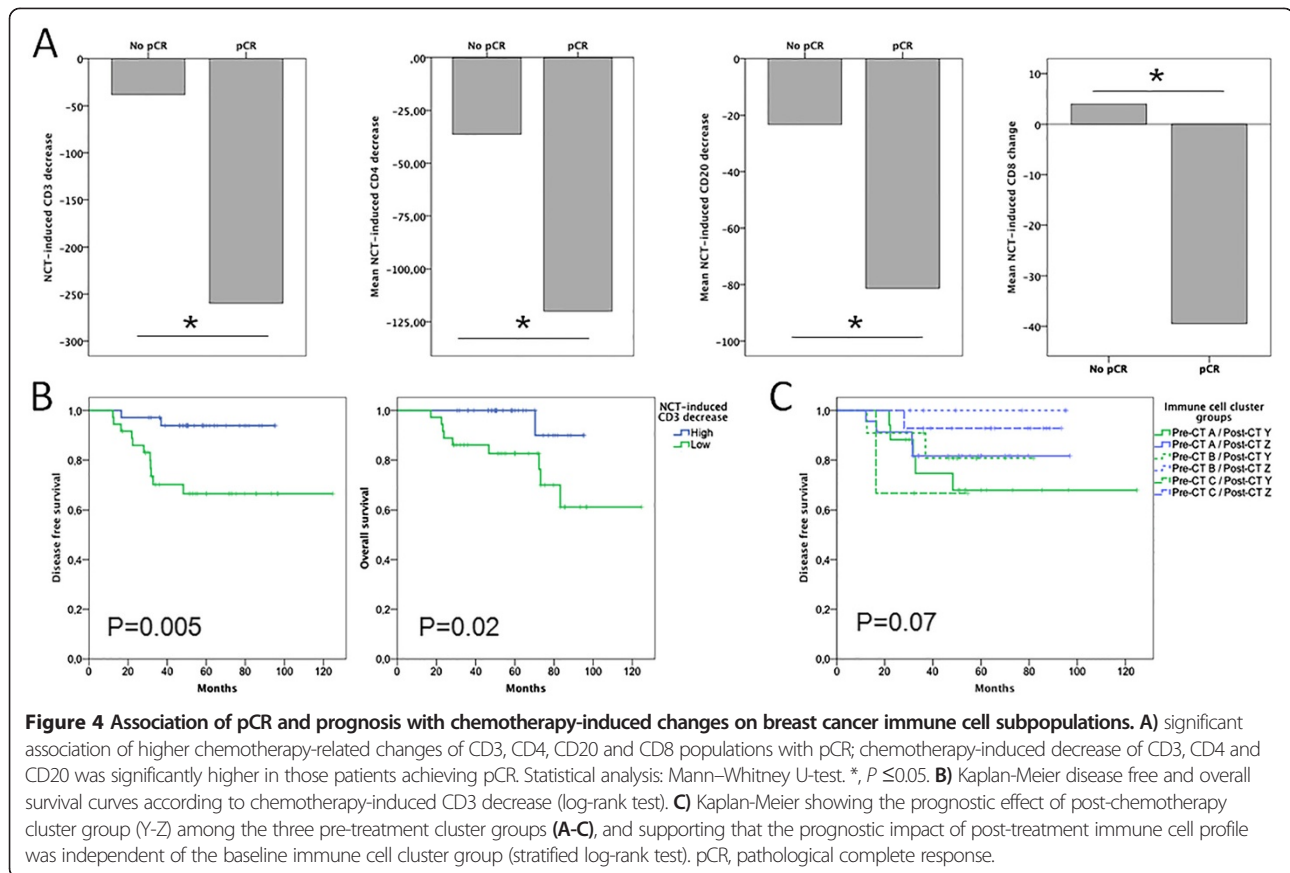 A
No pCR
pCR
0
-50
-100
-150
-200
-250
-300
NCT-induced CD3 decrease
*
No pCR
pCR
,00
-25,00
-50,00
-75,00
-100,00
-125,00
Mean NCT-induced CD4 decrease
*
No pCR
pCR
0
-20
-40
-60
-80
-100
Mean NCT-induced CD20 decrease
*
10
0
-10
-20
-30
-40
Mean NCT-induced CD8 change
*
No pCR
pCR
B
1,0
0,8
0,6
0,4
0,2
0,0
Disease free survival
P=0.005
0 20 40 60 80 100 120
Months
1,0
0,8
0,6
0,4
0,2
0,0
Overall survival
P=0.02
0 20 40 60 80 100 120
Months
NCT-induced
CD3 decrease
High
Low
C
1,0
0,8
0,6
0,4
0,2
0,0
Disease free survival
P=0.07
0 20 40 60 80 100 120
Months
Immune cell cluster
groups
Pre-CT A / Post-CT Y
Pre-CT A / Post-CT Z
Pre-CT B / Post-CT Y
Pre-CT B / Post-CT Z
Pre-CT C / Post-CT Y
Pre-CT C / Post-CT Z
Figure 4 Association of pCR and prognosis with chemotherapy-induced changes on breast cancer immune cell subpopulations. A) significant
association of higher chemotherapy-related changes of CD3, CD4, CD20 and CD8 populations with pCR; chemotherapy-induced decrease of CD3, CD4 and
CD20 was significantly higher in those patients achieving pCR. Statistical analysis: Mann–Whitney U-test. *, P ≤0.05. B) Kaplan-Meier disease free and overall
survival curves according to chemotherapy-induced CD3 decrease (log-rank test). C) Kaplan-Meier showing the prognostic effect of post-chemotherapy
cluster group (Y-Z) among the three pre-treatment cluster groups (A-C), and supporting that the prognostic impact of post-treatment immune cell profile
was independent of the baseline immune cell cluster group (stratified log-rank test). pCR, pathological complete response.